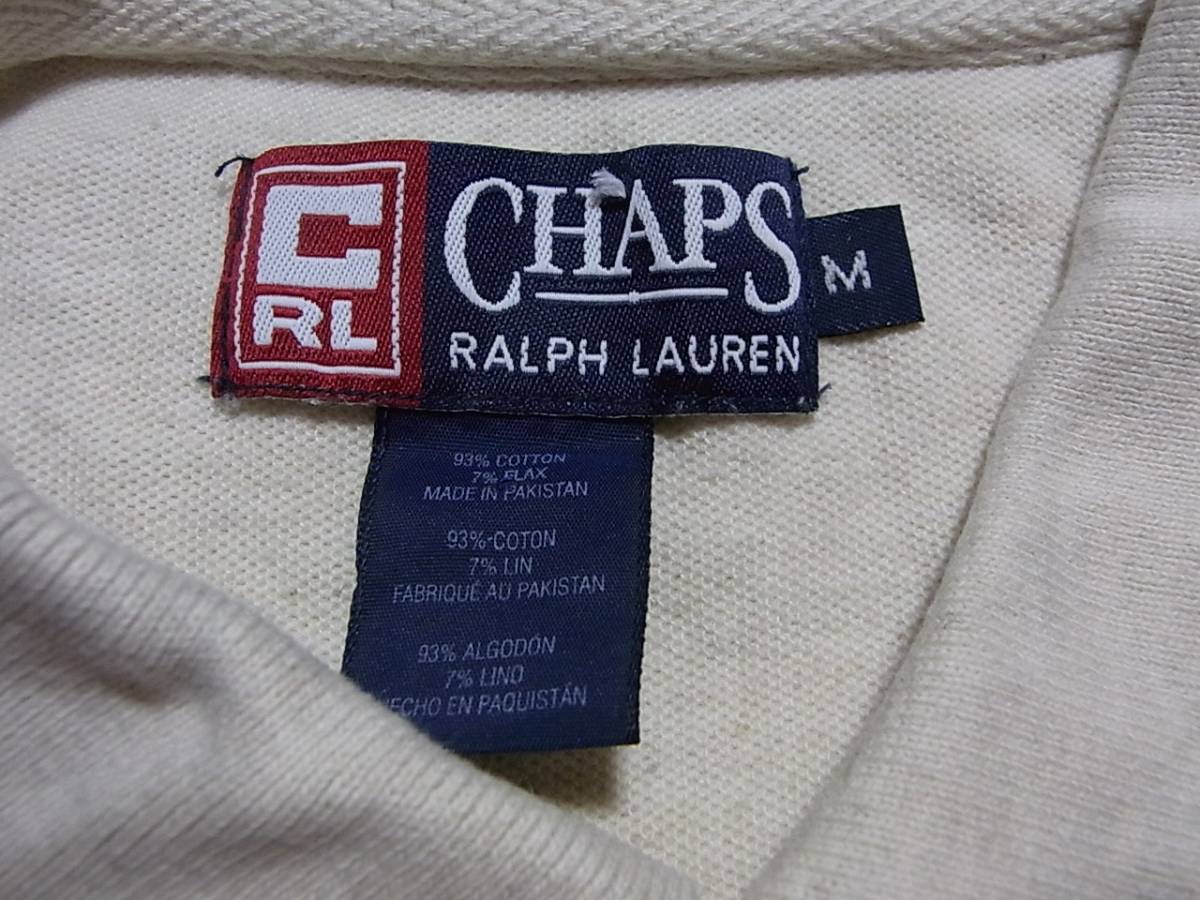 C
RL
CHAPS
RALPH LAUREN
M
93% COTTON
7% FLAX
MADE IN PAKISTAN
93% COTON
7% LIN
FABRIQUÉ AU PAKISTAN
93% ALGODÓN
7% LINO
HECHO EN PAQUISTÁN